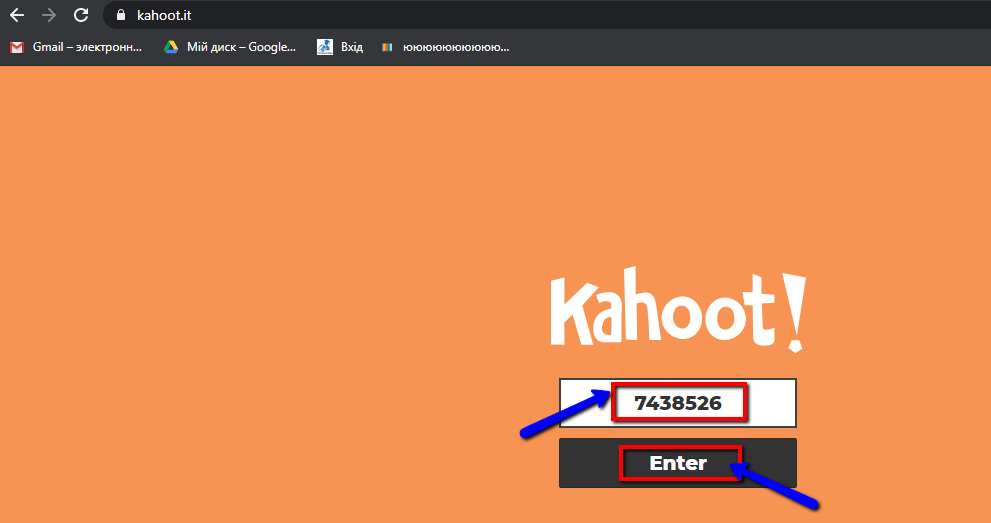 kahoot.it
Gmail – электронн... Мій диск – Google... Вхід юююююююююю...
Kahoot!
7438526
Enter